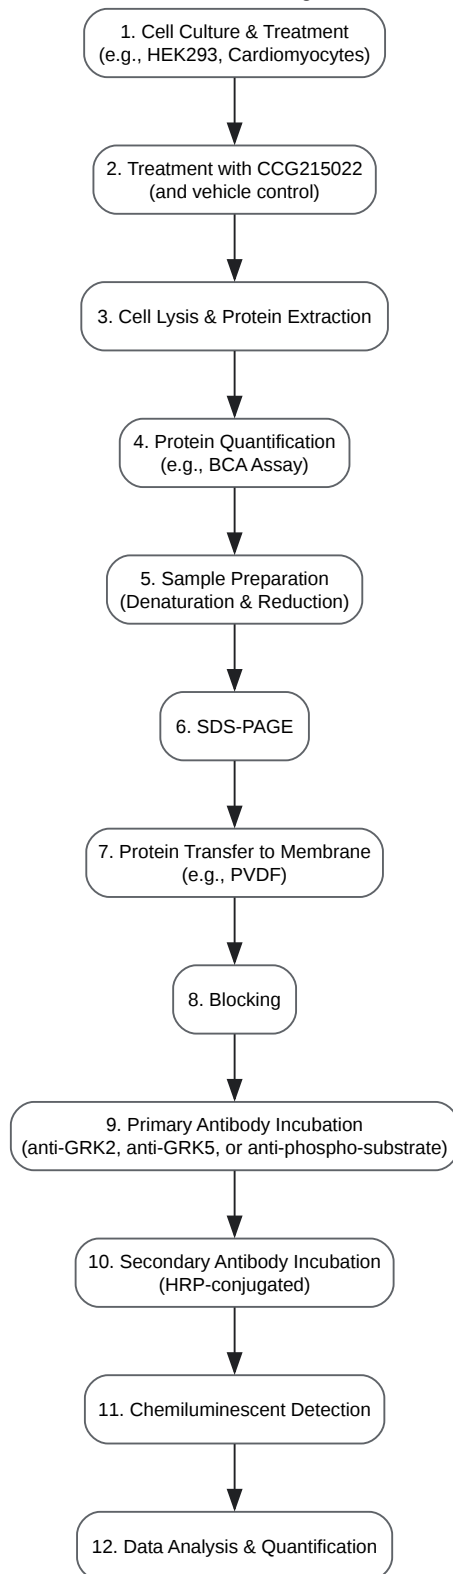 1. Cell Culture & Treatment
(e.g., HEK293, Cardiomyocytes)
2. Treatment with CCG215022
(and vehicle control)
3. Cell Lysis & Protein Extraction
4. Protein Quantification
(e.g., BCA Assay)
5. Sample Preparation
(Denaturation & Reduction)
6. SDS-PAGE
7. Protein Transfer to Membrane
(e.g., PVDF)
8. Blocking
9. Primary Antibody Incubation
(anti-GRK2, anti-GRK5, or anti-phospho-substrate)
10. Secondary Antibody Incubation
(HRP-conjugated)
11. Chemiluminescent Detection
12. Data Analysis & Quantification